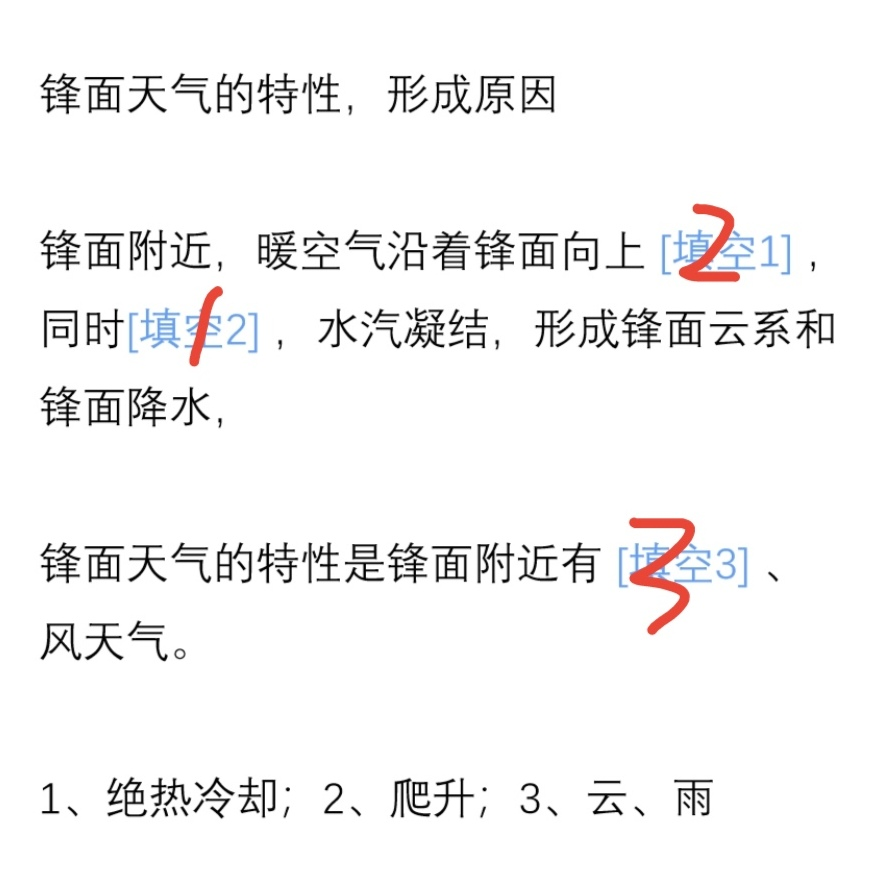 锋面天气的特性，形成原因
锋面附近，暖空气沿着锋面向上 [填空1] ，
2
同时[填空2] ，水汽凝结，形成锋面云系和
1
锋面降水，
锋面天气的特性是锋面附近有 [填空3] 、
3
风天气。
1、绝热冷却；2、爬升；3、云、雨